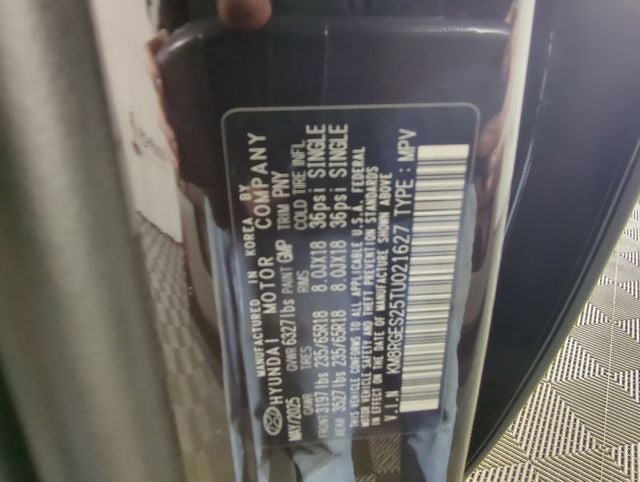 MANUFACTURED IN KOREA BY
HYUNDAI MOTOR COMPANY
MAY/2025 GVWR 6327lbs PAINT GMP TRIM PNY
GAWR TIRES RIMS COLD TIRE INFL
FRONT 3197lbs 235/65R18 8.0JX18 36psi SINGLE
REAR 3527lbs 235/65R18 8.0JX18 36psi SINGLE
THIS VEHICLE CONFORMS TO ALL APPLICABLE U.S.A. FEDERAL
MOTOR VEHICLE SAFETY AND THEFT PREVENTION STANDARDS
IN EFFECT ON THE DATE OF MANUFACTURE SHOWN ABOVE
V.I.N KM8RGES25TU021627 TYPE : MPV